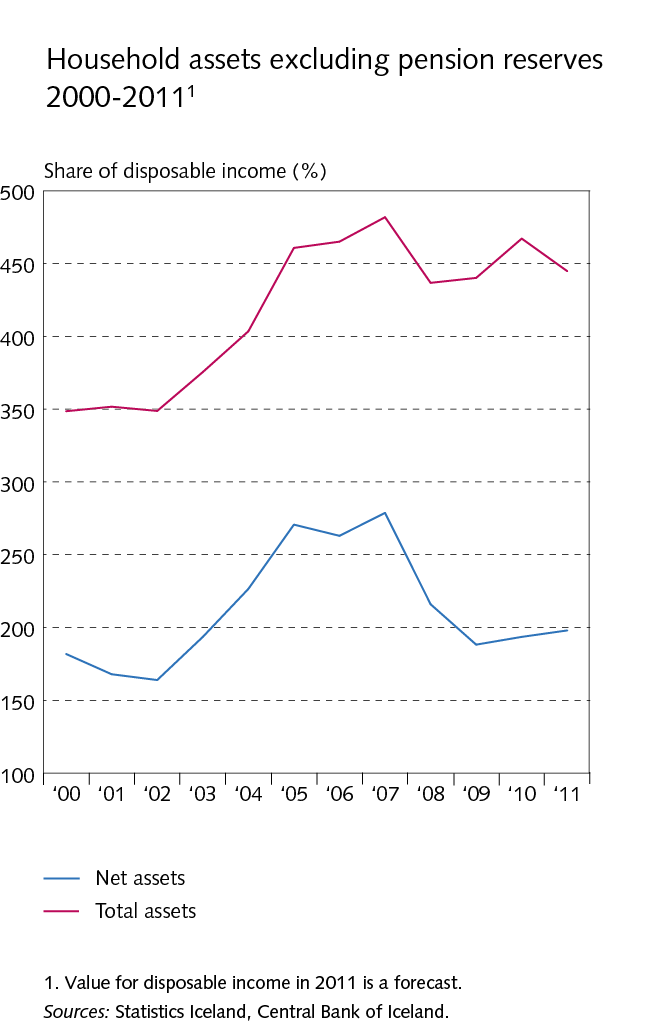 Household assets excluding pension reserves
2000-2011¹
Share of disposable income (%)
500
450
400
350
300
250
200
150
100
‘00 ‘01 ‘02 ‘03 ‘04 ‘05 ‘06 ‘07 ‘08 ‘09 ‘10 ‘11
Net assets
Total assets
1. Value for disposable income in 2011 is a forecast.
Sources: Statistics Iceland, Central Bank of Iceland.